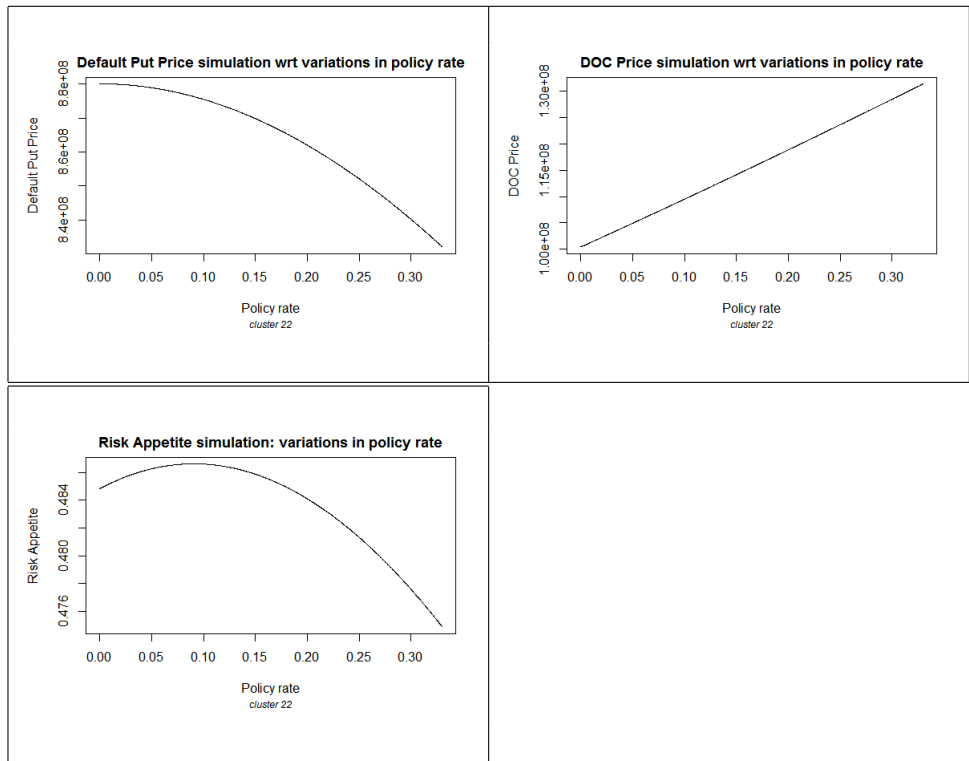 Default Put Price simulation wrt variations in policy rate
Default Put Price
8.8e+08
8.6e+08
8.4e+08
0.00 0.05 0.10 0.15 0.20 0.25 0.30
Policy rate
cluster 22
DOC Price simulation wrt variations in policy rate
DOC Price
1.30e+08
1.15e+08
1.00e+08
0.00 0.05 0.10 0.15 0.20 0.25 0.30
Policy rate
cluster 22
Risk Appetite simulation: variations in policy rate
Risk Appetite
0.484
0.480
0.476
0.00 0.05 0.10 0.15 0.20 0.25 0.30
Policy rate
cluster 22